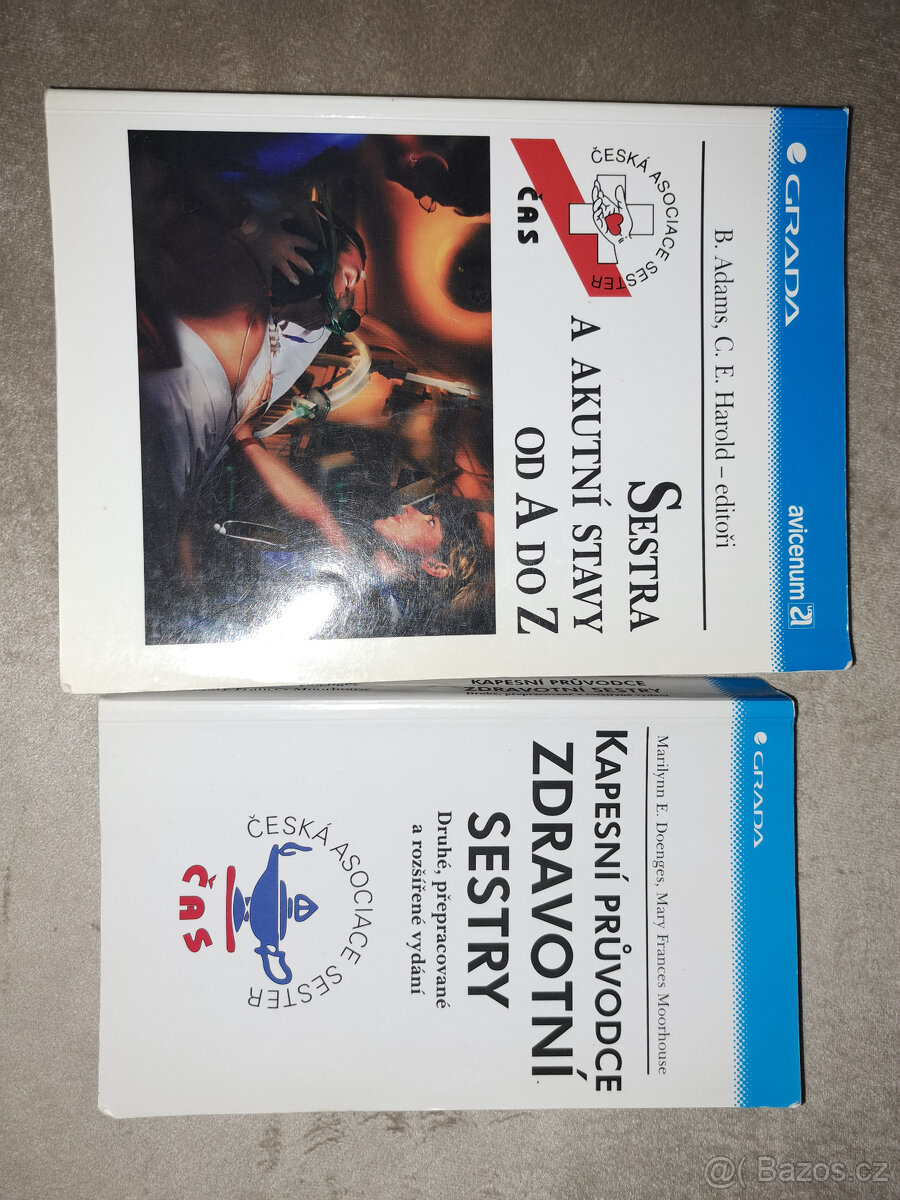 GRADA
avicenum
B. Adams, C. E. Harold – editoři
ČESKÁ ASOCIACE SESTER
ČAS
SESTRA
A AKUTNÍ STAVY
OD A DO Z
KAPESNÍ PRŮVODCE
ZDRAVOTNÍ SESTRY
GRADA
Marilynn E. Doenges, Mary Frances Moorhouse
KAPESNÍ PRŮVODCE
ZDRAVOTNÍ
SESTRY
Druhé, přepracované
a rozšířené vydání
ČESKÁ ASOCIACE SESTER
ČAS
@ Bazos.cz